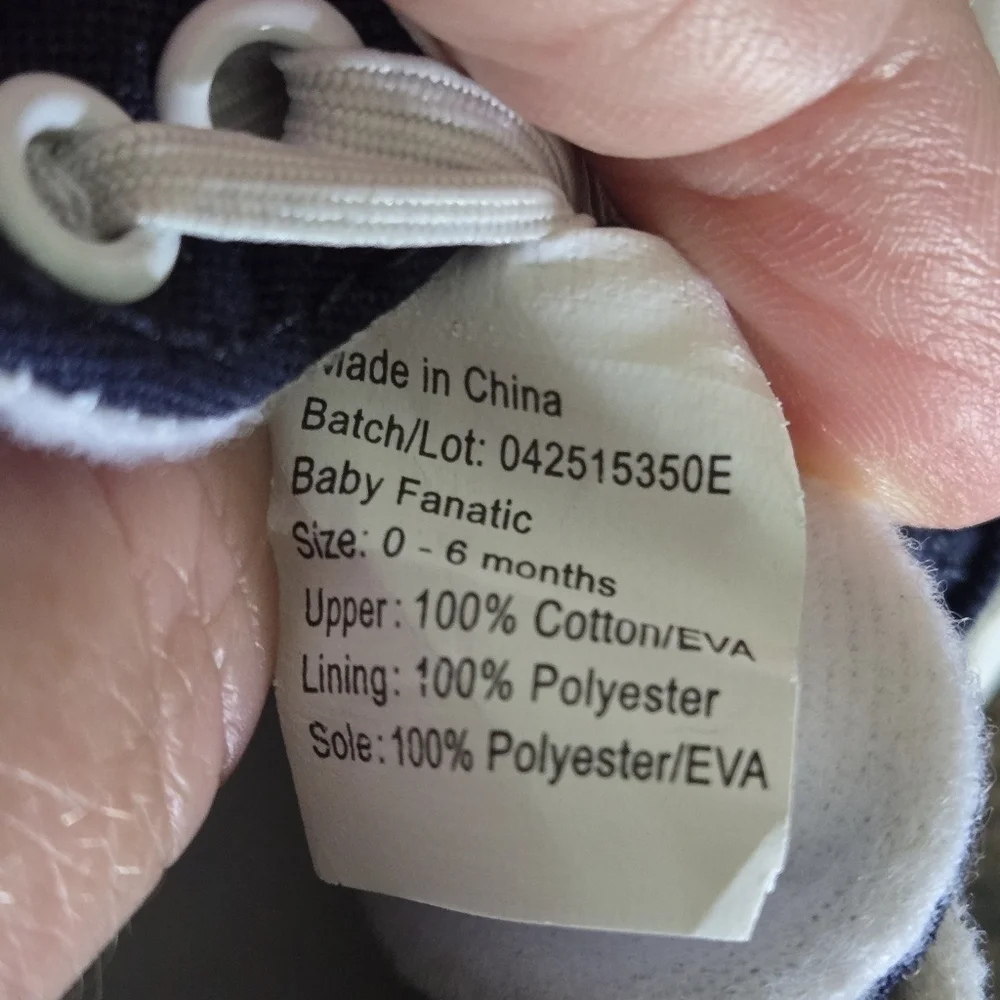 Made in China
Batch/Lot: 042515350E
Baby Fanatic
Size: 0 - 6 months
Upper: 100% Cotton/EVA
Lining: 100% Polyester
Sole: 100% Polyester/EVA